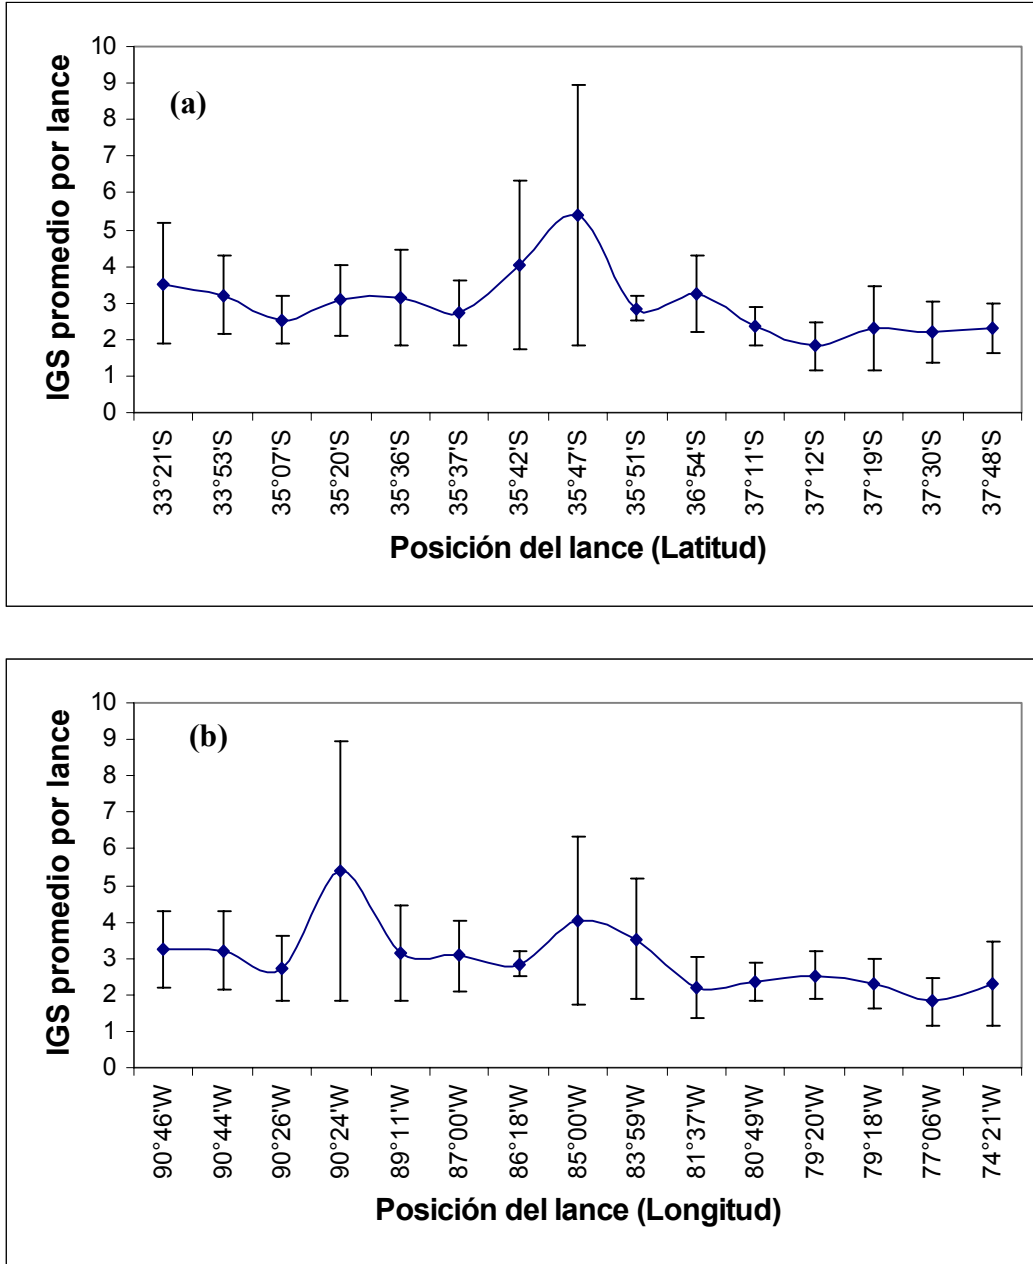 (a)
IGS promedio por lance
10
9
8
7
6
5
4
3
2
1
0
33°21'S
33°53'S
35°07'S
35°20'S
35°36'S
35°37'S
35°42'S
35°47'S
35°51'S
36°54'S
37°11'S
37°12'S
37°19'S
37°30'S
37°48'S
Posición del lance (Latitud)
(b)
IGS promedio por lance
10
9
8
7
6
5
4
3
2
1
0
90°46'W
90°44'W
90°26'W
90°24'W
89°11'W
87°00'W
86°18'W
85°00'W
83°59'W
81°37'W
80°49'W
79°20'W
79°18'W
77°06'W
74°21'W
Posición del lance (Longitud)